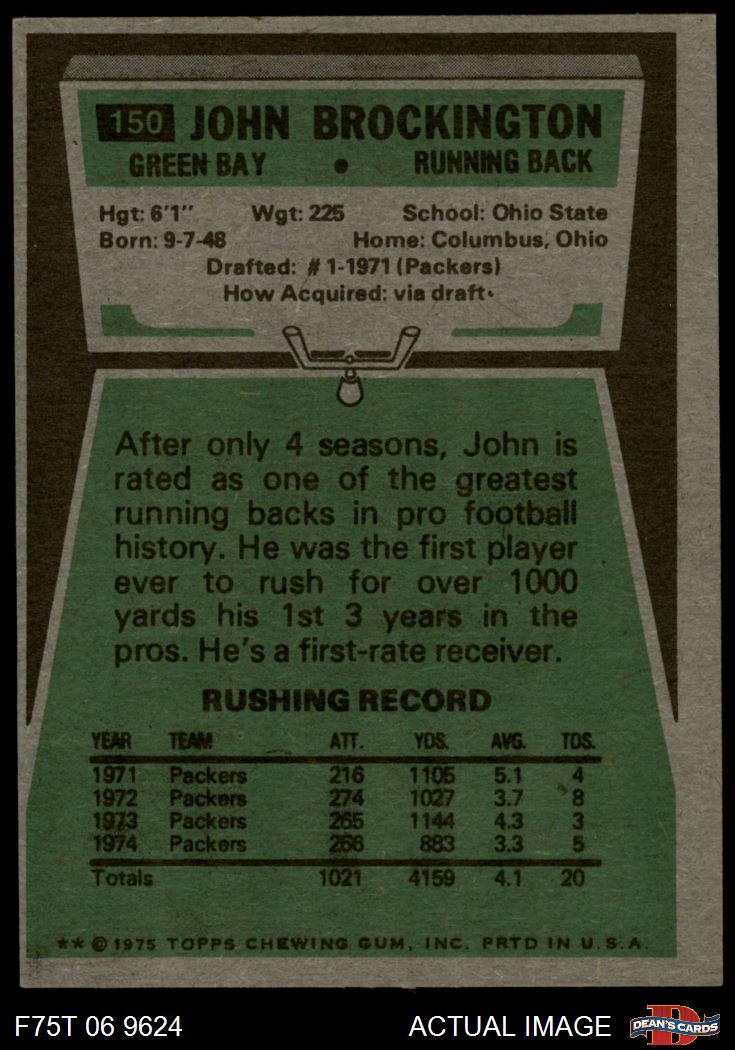 150 JOHN BROCKINGTON
GREEN BAY • RUNNING BACK
Hgt: 6'1" Wgt: 225 School: Ohio State
Born: 9-7-48 Home: Columbus, Ohio
Drafted: #1-1971 (Packers)
How Acquired: via draft.
After only 4 seasons, John is
rated as one of the greatest
running backs in pro football
history. He was the first player
ever to rush for over 1000
yards his 1st 3 years in the
pros. He's a first-rate receiver.
RUSHING RECORD
YEAR TEAM ATT. YDS. AVG. TDS.
1971 Packers 216 1105 5.1 4
1972 Packers 274 1027 3.7 8
1973 Packers 265 1144 4.3 3
1974 Packers 266 883 3.3 5
Totals 1021 4159 4.1 20
** © 1975 TOPPS CHEWING GUM, INC. PRTD IN U.S.A.
F75T 06 9624 ACTUAL IMAGE D DEAN'S CARDS